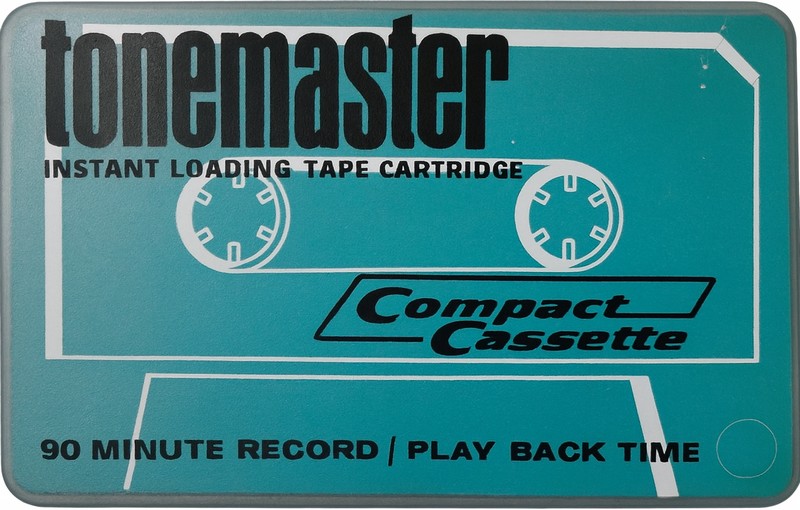 tonemaster
INSTANT LOADING TAPE CARTRIDGE
Compact
Cassette
90 MINUTE RECORD / PLAY BACK TIME